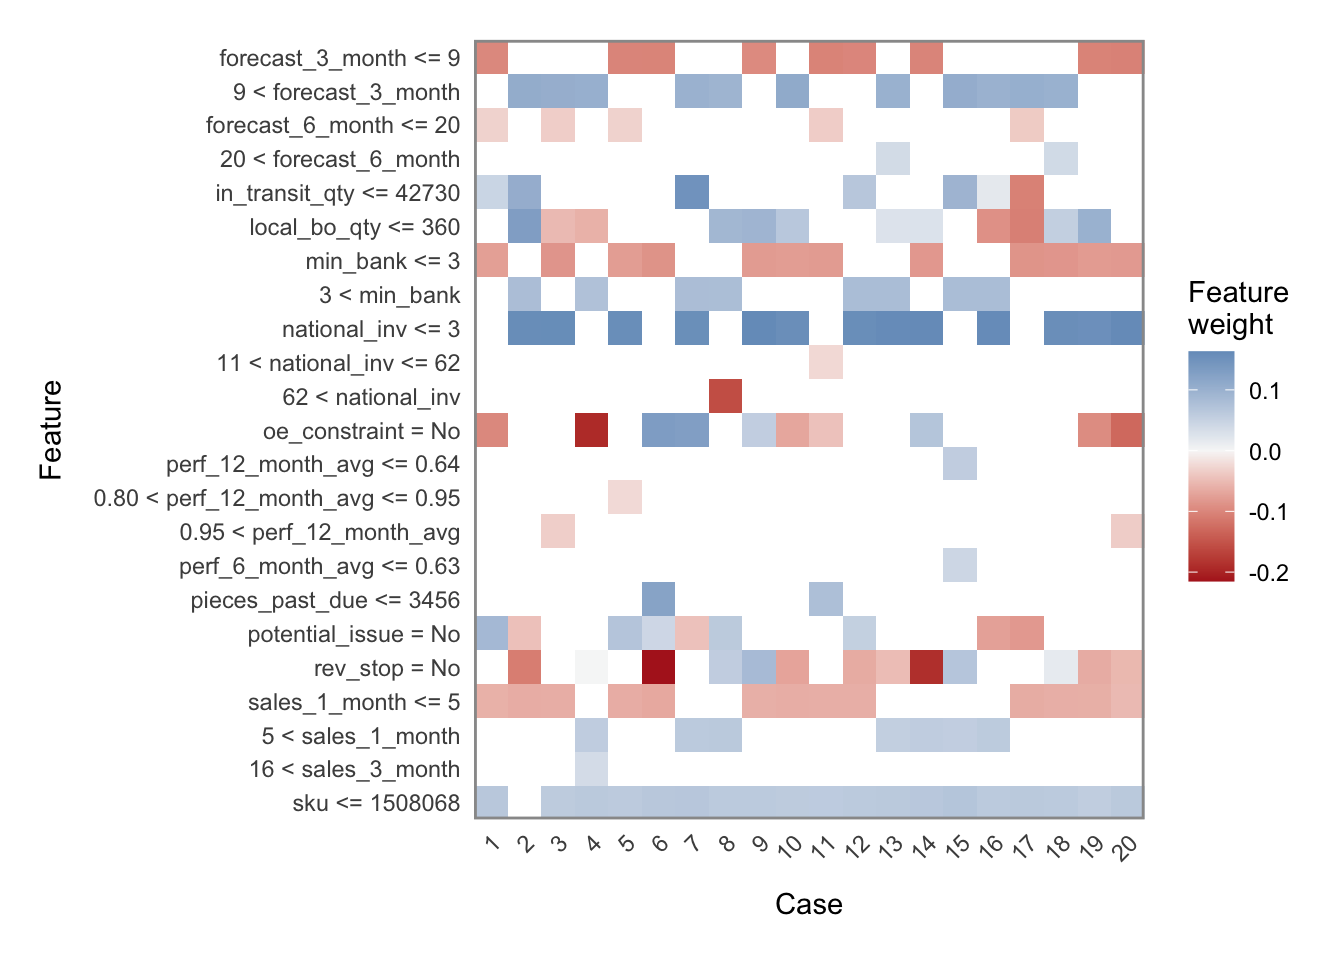 forecast_3_month <= 9
9 < forecast_3_month
forecast_6_month <= 20
20 < forecast_6_month
in_transit_qty <= 42730
local_bo_qty <= 360
min_bank <= 3
3 < min_bank
national_inv <= 3
11 < national_inv <= 62
62 < national_inv
oe_constraint = No
perf_12_month_avg <= 0.64
0.80 < perf_12_month_avg <= 0.95
0.95 < perf_12_month_avg
perf_6_month_avg <= 0.63
pieces_past_due <= 3456
potential_issue = No
rev_stop = No
sales_1_month <= 5
5 < sales_1_month
16 < sales_3_month
sku <= 1508068
Feature
1 2 3 4 5 6 7 8 9 10 11 12 13 14 15 16 17 18 19 20
Case
Feature
weight
0.1
0.0
-0.1
-0.2